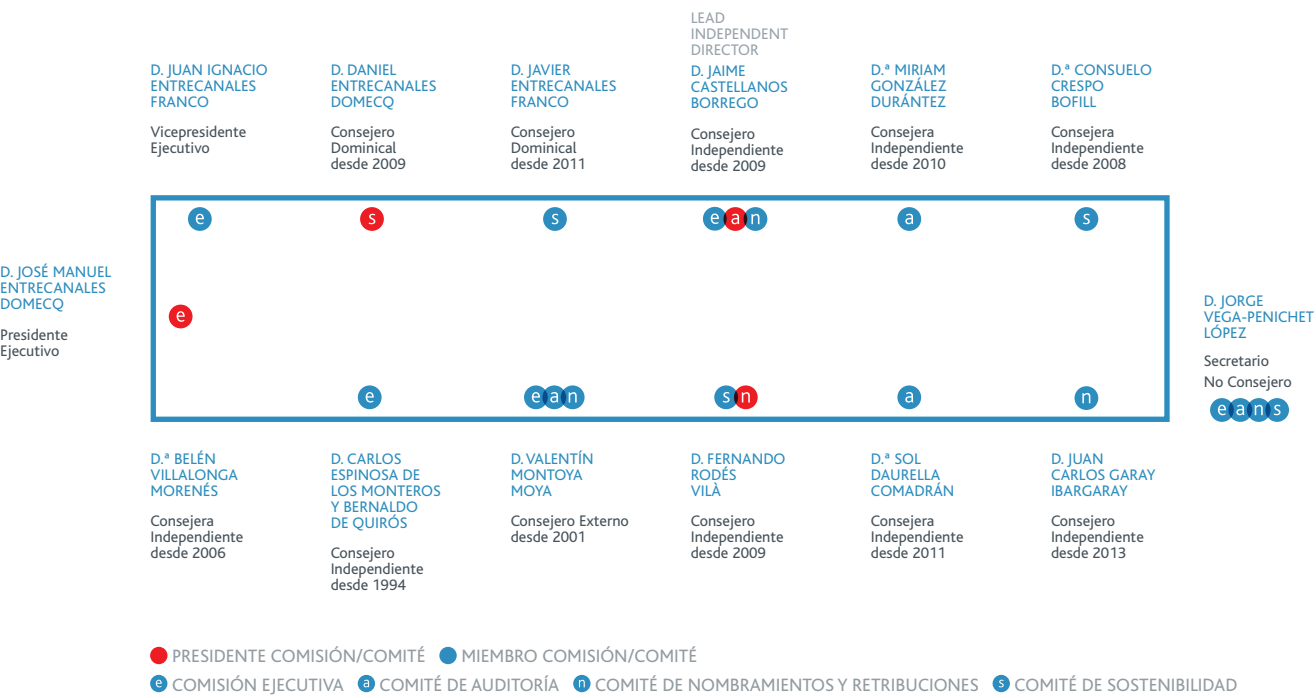 LEAD
INDEPENDENT
DIRECTOR
D. JUAN IGNACIO
ENTRECANALES
FRANCO
Vicepresidente
Ejecutivo
D. DANIEL
ENTRECANALES
DOMECQ
Consejero
Dominical
desde 2009
D. JAVIER
ENTRECANALES
FRANCO
Consejero
Dominical
desde 2011
D. JAIME
CASTELLANOS
BORREGO
Consejero
Independiente
desde 2009
D.ª MIRIAM
GONZÁLEZ
DURÁNTEZ
Consejera
Independiente
desde 2010
D.ª CONSUELO
CRESPO
BOFILL
Consejera
Independiente
desde 2008
e
s
s
e a n
a
s
D. JOSÉ MANUEL
ENTRECANALES
DOMECQ
Presidente
Ejecutivo
e
D. JORGE
VEGA-PENICHET
LÓPEZ
Secretario
No Consejero
e a n s
e
e a n
s n
a
n
D.ª BELÉN
VILLALONGA
MORENÉS
Consejera
Independiente
desde 2006
D. CARLOS
ESPINOSA DE
LOS MONTEROS
Y BERNALDO
DE QUIRÓS
Consejero
Independiente
desde 1994
D. VALENTÍN
MONTOYA
MOYA
Consejero Externo
desde 2001
D. FERNANDO
RODÉS
VILÀ
Consejero
Independiente
desde 2009
D.ª SOL
DAURELLA
COMADRÁN
Consejera
Independiente
desde 2011
D. JUAN
CARLOS GARAY
IBARGARAY
Consejero
Independiente
desde 2013
PRESIDENTE COMISIÓN/COMITÉ MIEMBRO COMISIÓN/COMITÉ
e COMISIÓN EJECUTIVA a COMITÉ DE AUDITORÍA n COMITÉ DE NOMBRAMIENTOS Y RETRIBUCIONES s COMITÉ DE SOSTENIBILIDAD